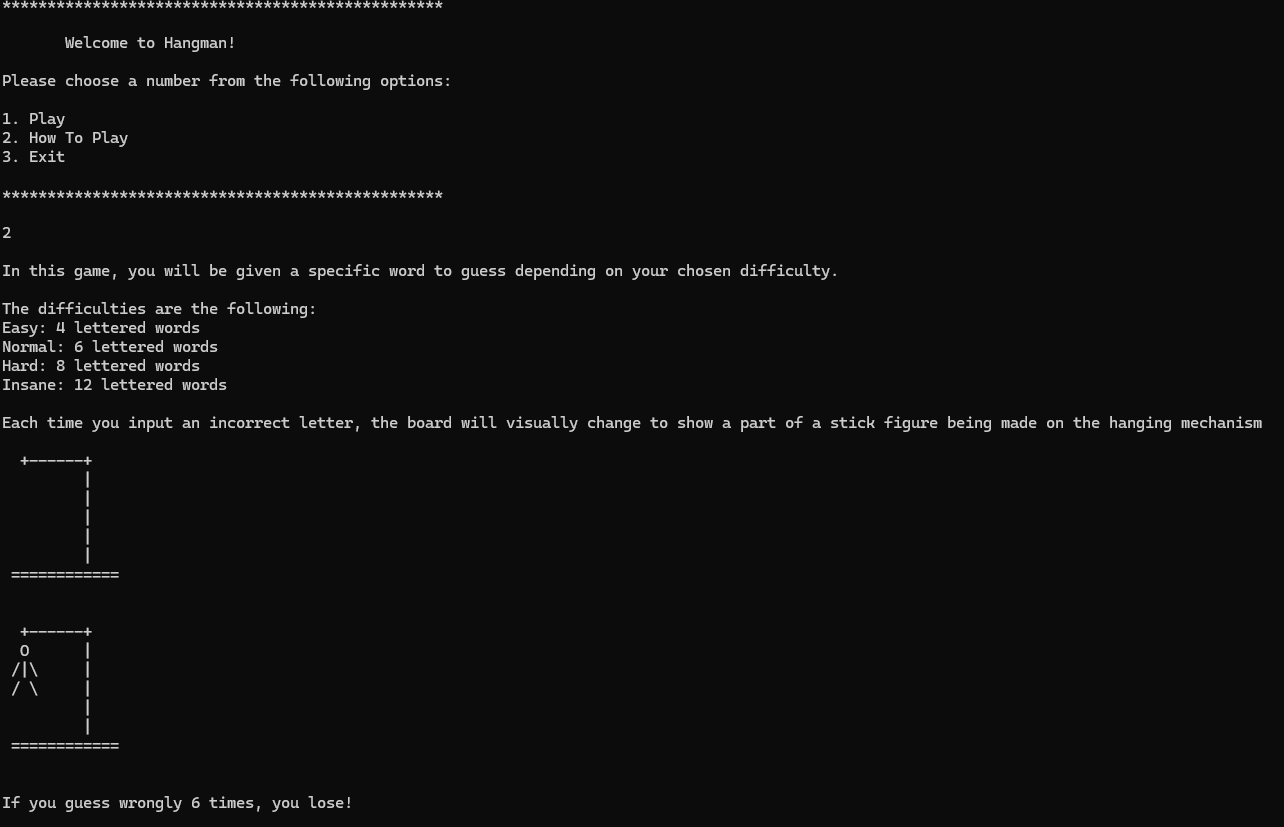 *************************************************
       Welcome to Hangman!
Please choose a number from the following options:
1. Play
2. How To Play
3. Exit
*************************************************
2
In this game, you will be given a specific word to guess depending on your chosen difficulty.
The difficulties are the following:
Easy: 4 lettered words
Normal: 6 lettered words
Hard: 8 lettered words
Insane: 12 lettered words
Each time you input an incorrect letter, the board will visually change to show a part of a stick figure being made on the hanging mechanism
  +------+
         |
         |
         |
         |
         |
 ============
  +------+
  O      |
 /|\     |
 / \     |
         |
         |
 ============
If you guess wrongly 6 times, you lose!